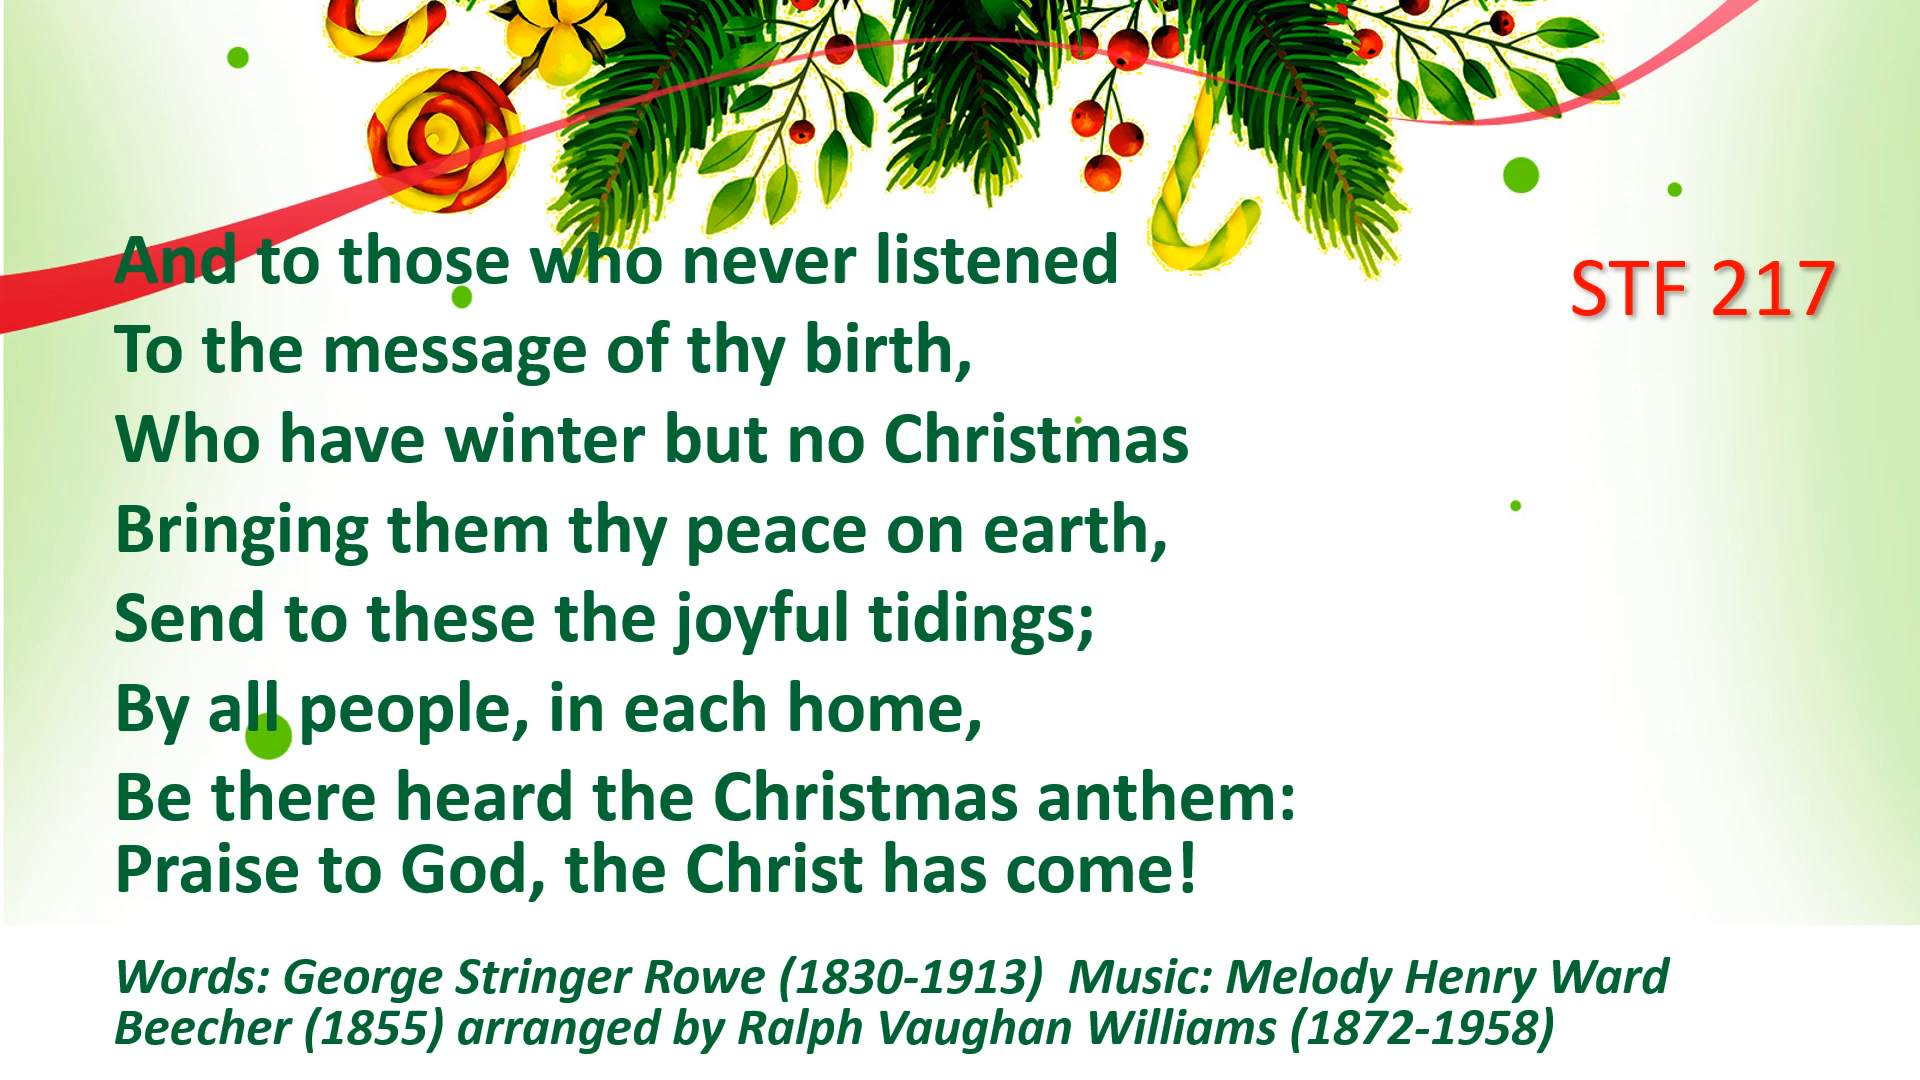 And to those who never listened
STF 217
To the message of thy birth,
Who have winter but no Christmas
Bringing them thy peace on earth,
Send to these the joyful tidings;
By all people, in each home,
Be there heard the Christmas anthem:
Praise to God, the Christ has come!
Words: George Stringer Rowe (1830-1913)  Music: Melody Henry Ward
Beecher (1855) arranged by Ralph Vaughan Williams (1872-1958)